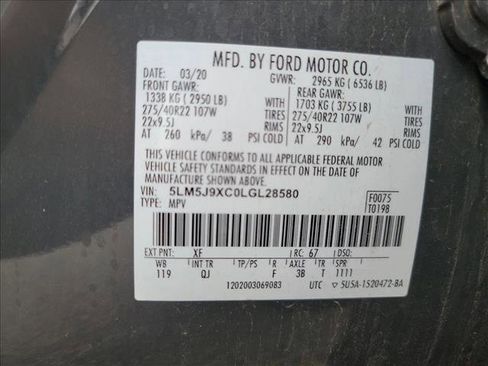 MFD. BY FORD MOTOR CO.
DATE: 03/20 GVWR: 2965 KG ( 6536 LB)
FRONT GAWR: REAR GAWR:
1338 KG ( 2950 LB) WITH 1703 KG ( 3755 LB) WITH
275/40R22 107W TIRES 275/40R22 107W TIRES
22x9.5J RIMS 22x9.5J RIMS
AT 260 kPa/ 38 PSI COLD AT 290 kPa/ 42 PSI COLD
THIS VEHICLE CONFORMS TO ALL APPLICABLE FEDERAL MOTOR
VEHICLE SAFETY STANDARDS IN EFFECT ON THE DATE OF
MANUFACTURE SHOWN ABOVE.
VIN: 5LM5J9XC0LGL28580 F0075
TYPE: MPV T0198
EXT PNT: XF RC: 67 DSO:
WB INT TR TP/PS R AXLE TR SPR
119 QJ F 3B T 1111
1202003069083 UTC ▽ 5U5A-1520472-BA